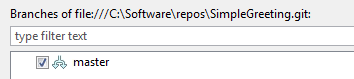 Branches of file:///C:\Software\repos\SimpleGreeting.git:
type filter text
master